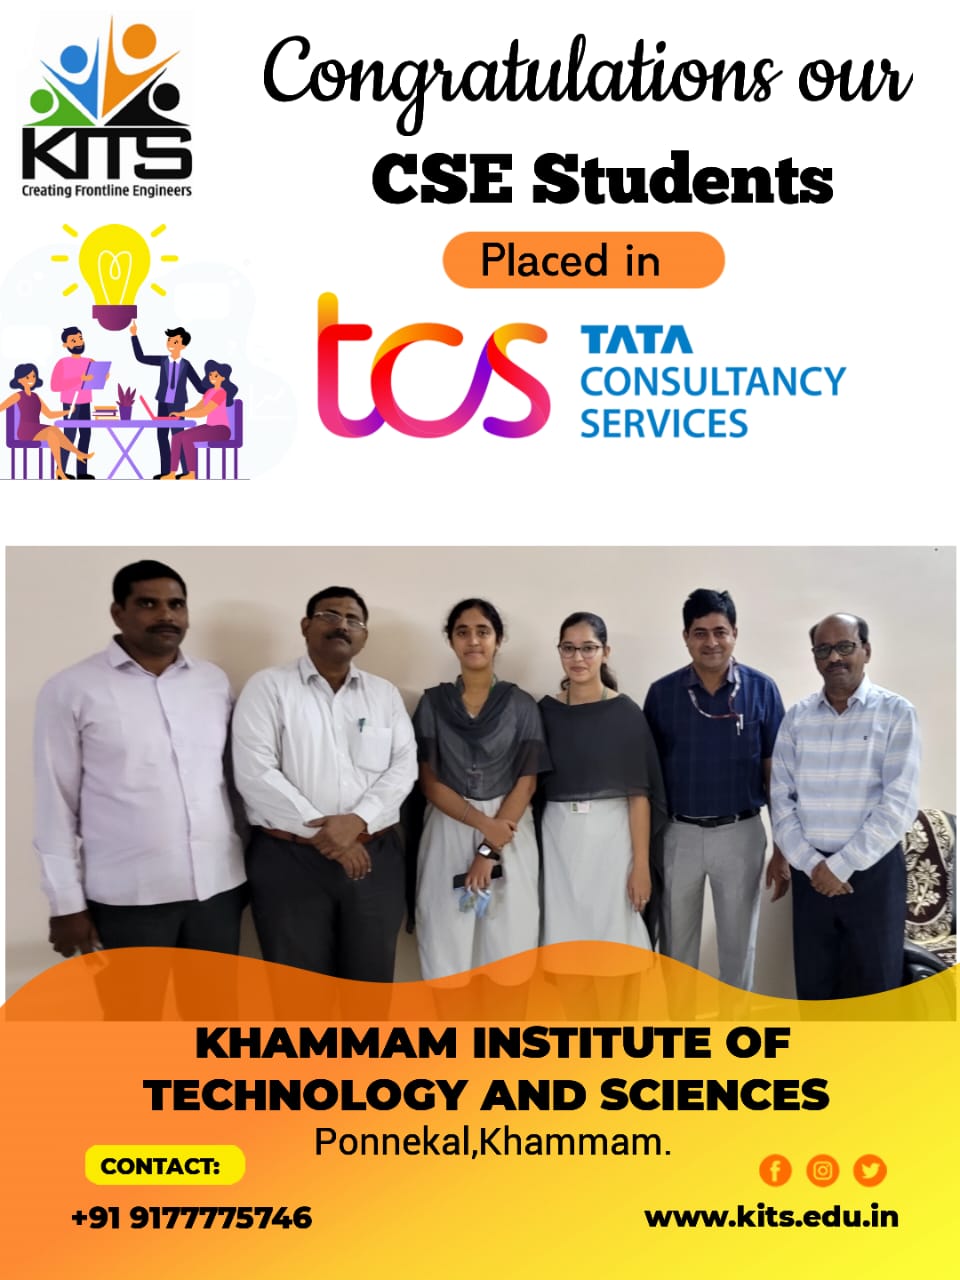 KITS
Creating Frontline Engineers
Congratulations our
CSE Students
Placed in
tcs
TATA
CONSULTANCY
SERVICES
KHAMMAM INSTITUTE OF
TECHNOLOGY AND SCIENCES
Ponnekal,Khammam.
CONTACT:
+91 9177775746
www.kits.edu.in